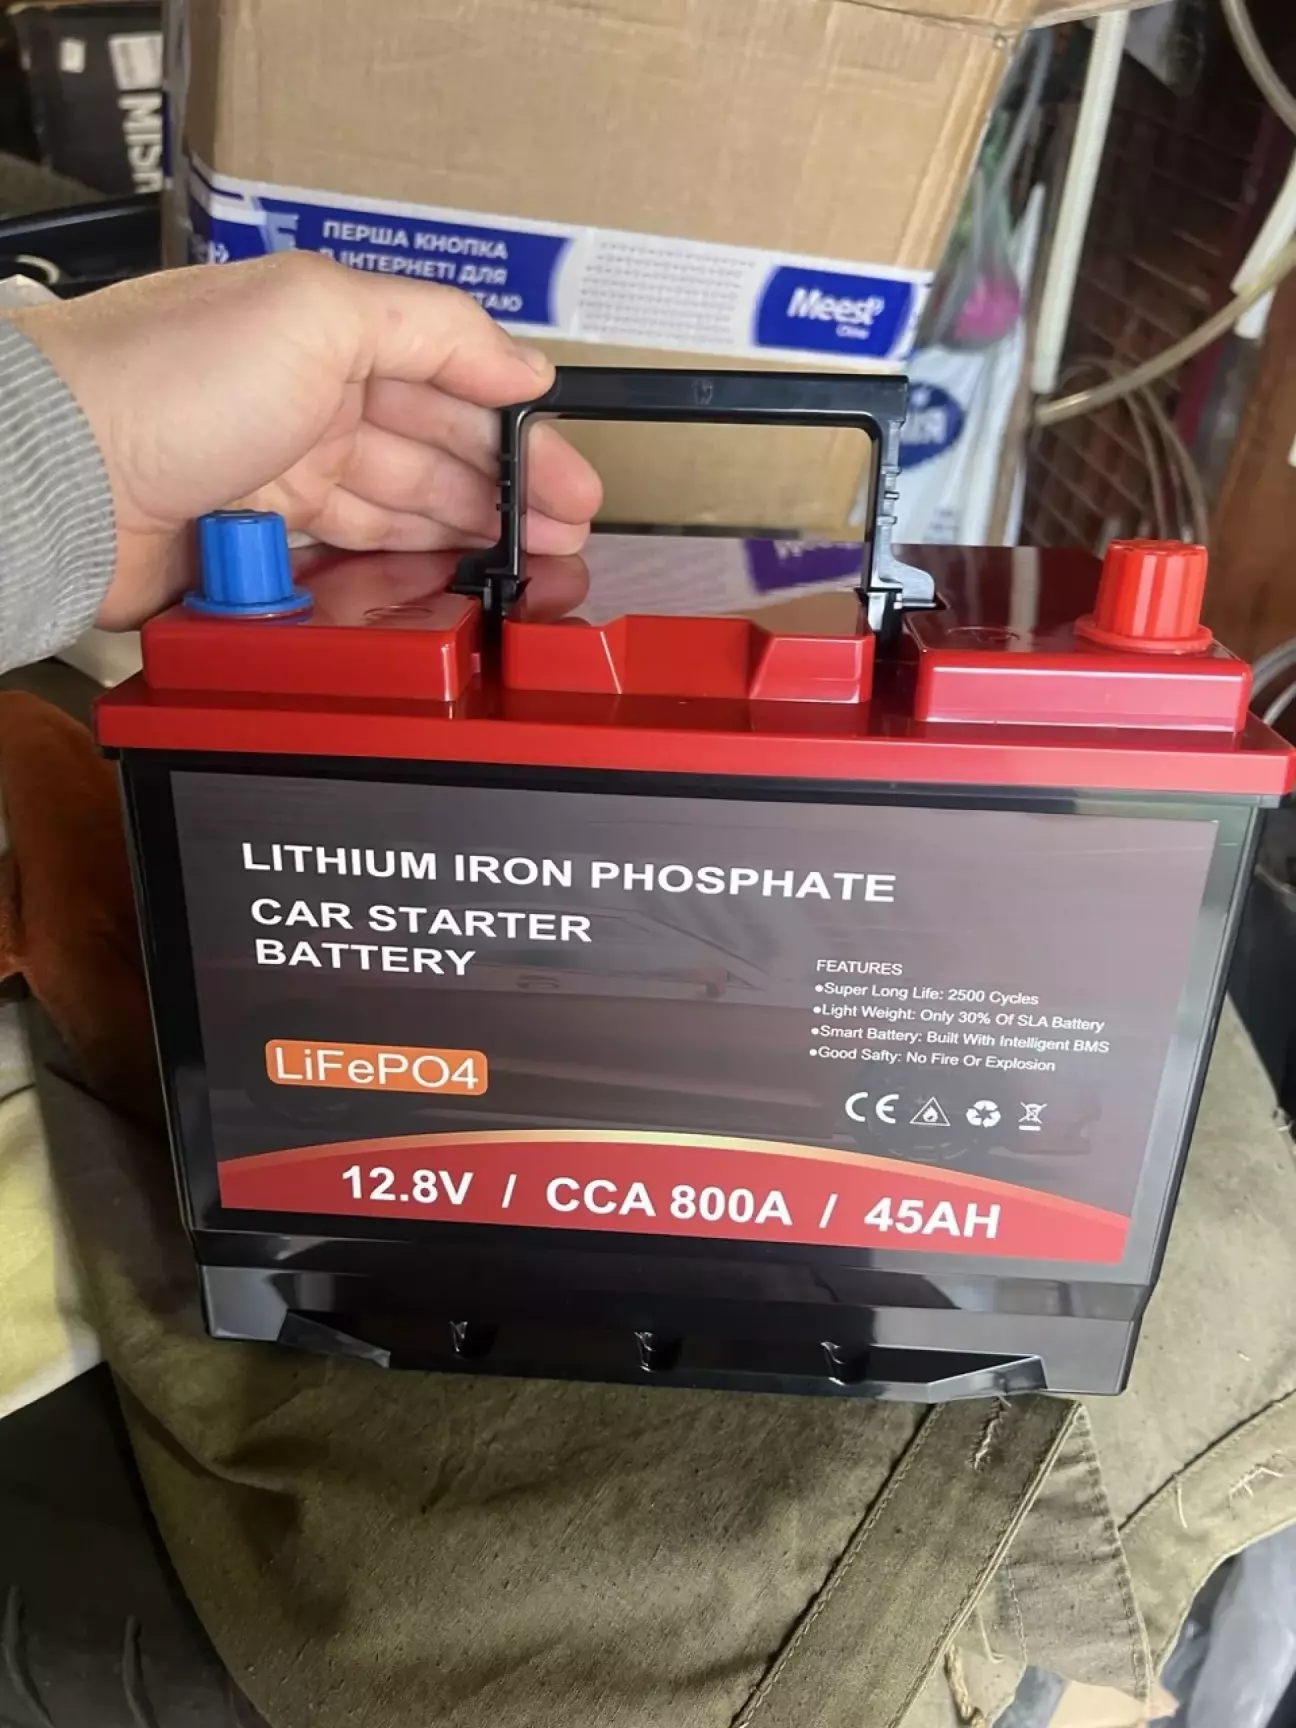 ПЕРША КНОПКА
В ІНТЕРНЕТІ ДЛЯ
Meest
China
LITHIUM IRON PHOSPHATE
CAR STARTER
BATTERY
FEATURES
●Super Long Life: 2500 Cycles
●Light Weight: Only 30% Of SLA Battery
●Smart Battery: Built With Intelligent BMS
●Good Safty: No Fire Or Explosion
LiFePO4
CE
12.8V / CCA 800A / 45AH